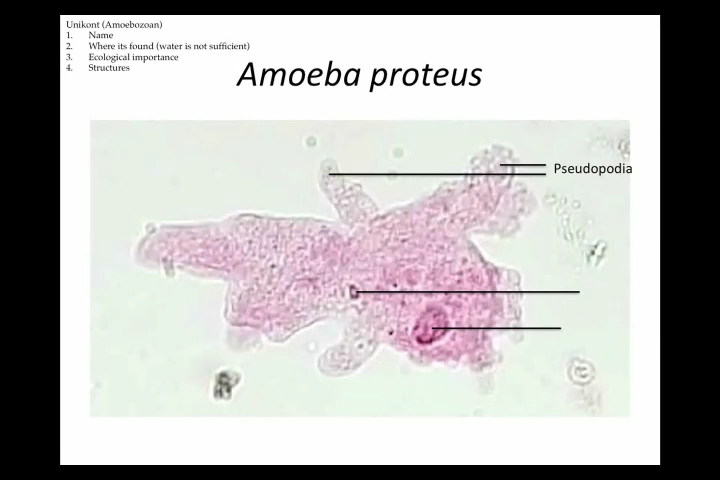 Unikont (Amoebozoan)
1. Name
2. Where its found (water is not sufficient)
3. Ecological importance
4. Structures
Amoeba proteus
Pseudopodia